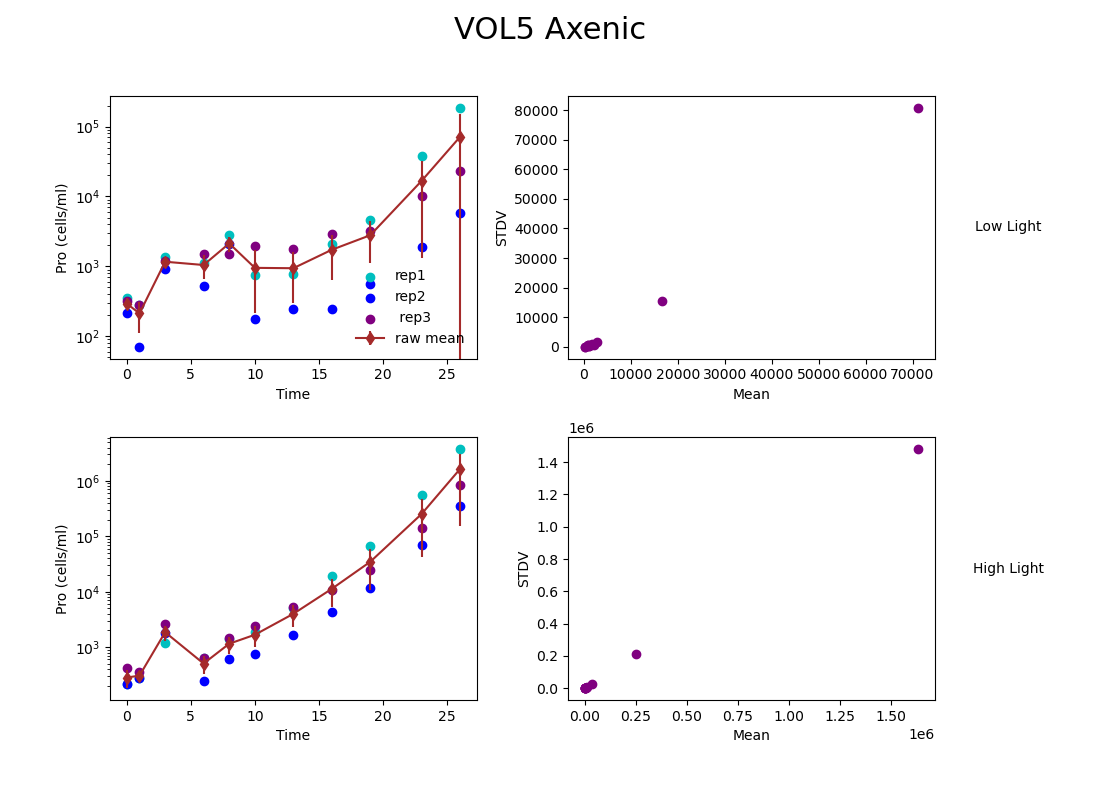 VOL5 Axenic
Pro (cells/ml)
10^5
10^4
10^3
10^2
0 5 10 15 20 25
Time
rep1
rep2
rep3
raw mean
STDV
80000
70000
60000
50000
40000
30000
20000
10000
0
0 10000 20000 30000 40000 50000 60000 70000
Mean
Low Light
Pro (cells/ml)
10^6
10^5
10^4
10^3
0 5 10 15 20 25
Time
1e6
STDV
1.4
1.2
1.0
0.8
0.6
0.4
0.2
0.0
0.00 0.25 0.50 0.75 1.00 1.25 1.50
Mean
1e6
High Light